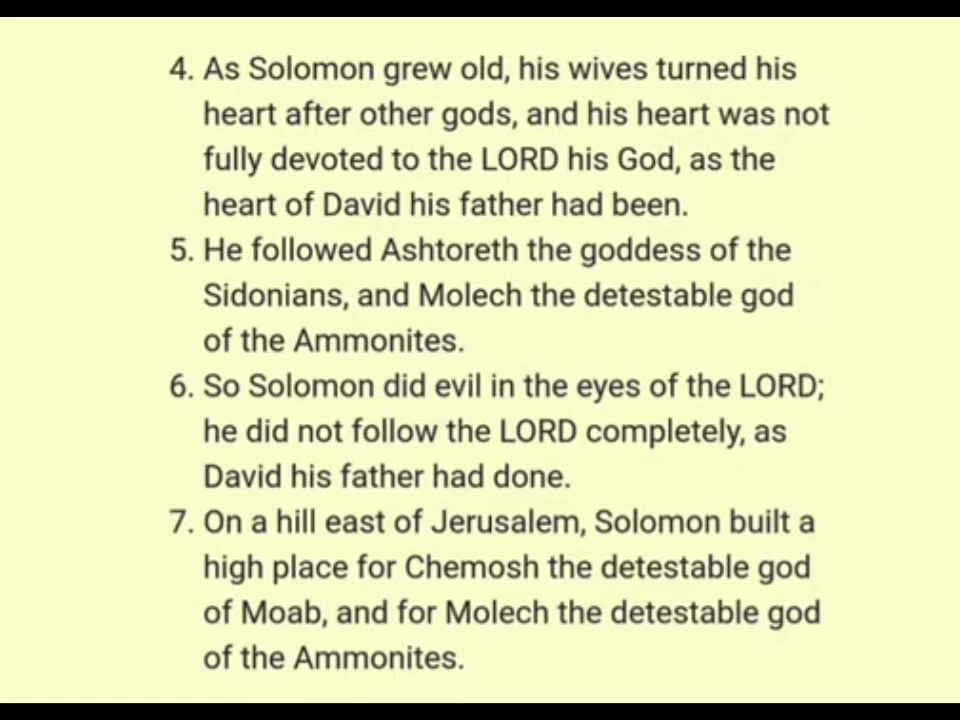 4. As Solomon grew old, his wives turned his
heart after other gods, and his heart was not
fully devoted to the LORD his God, as the
heart of David his father had been.
5. He followed Ashtoreth the goddess of the
Sidonians, and Molech the detestable god
of the Ammonites.
6. So Solomon did evil in the eyes of the LORD;
he did not follow the LORD completely, as
David his father had done.
7. On a hill east of Jerusalem, Solomon built a
high place for Chemosh the detestable god
of Moab, and for Molech the detestable god
of the Ammonites.